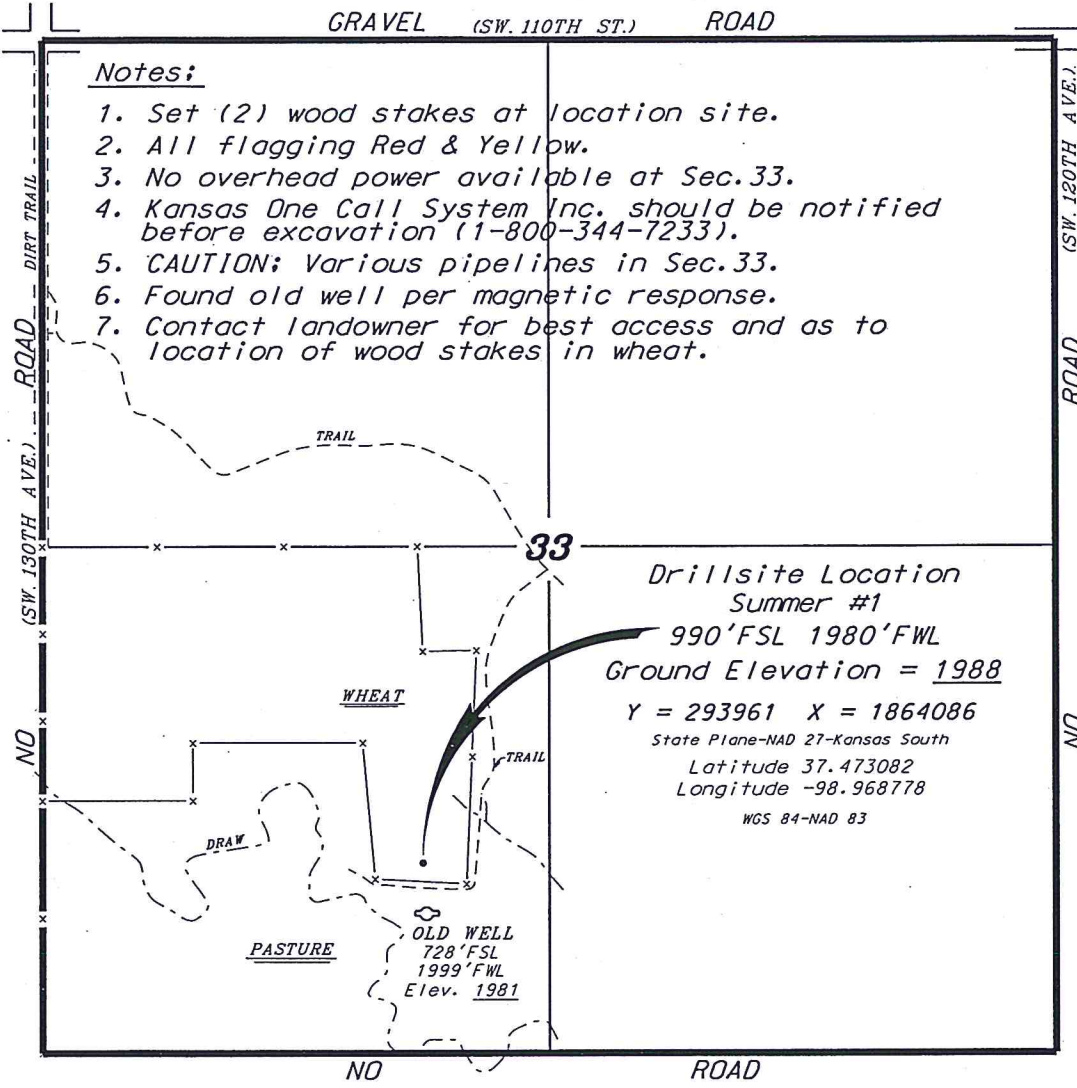 GRAVEL (SW. 110TH ST.) ROAD
Notes:
1. Set (2) wood stakes at location site.
2. All flagging Red & Yellow.
3. No overhead power available at Sec.33.
4. Kansas One Call System Inc. should be notified
before excavation (1-800-344-7233).
5. CAUTION: Various pipelines in Sec.33.
6. Found old well per magnetic response.
7. Contact landowner for best access and as to
location of wood stakes in wheat.
NO (SW. 130TH AVE.) ROAD DIRT TRAIL
NO ROAD (SW. 120TH AVE.)
TRAIL
33
Drillsite Location
Summer #1
990'FSL 1980'FWL
Ground Elevation = 1988
Y = 293961 X = 1864086
State Plane-NAD 27-Kansas South
Latitude 37.473082
Longitude -98.968778
WGS 84-NAD 83
WHEAT
TRAIL
DRAW
PASTURE
OLD WELL
728'FSL
1999'FWL
Elev. 1981
NO ROAD